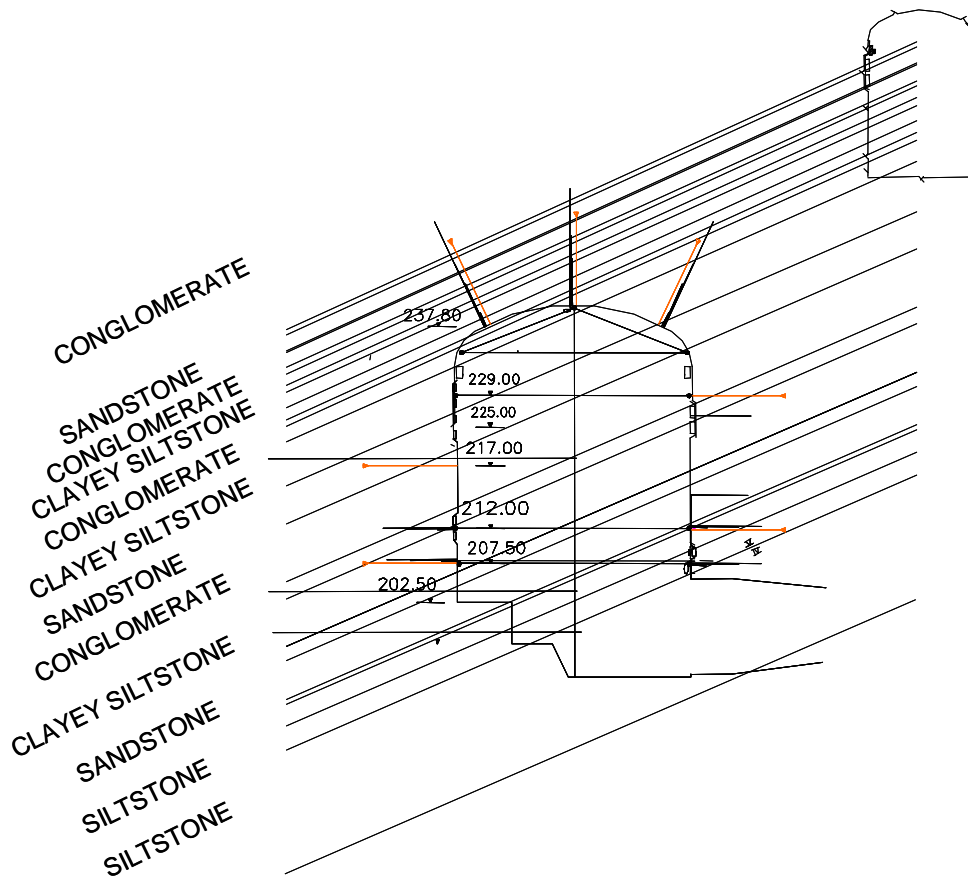 CONGLOMERATE
SANDSTONE
CONGLOMERATE
CLAYEY SILTSTONE
CONGLOMERATE
CLAYEY SILTSTONE
SANDSTONE
CONGLOMERATE
CLAYEY SILTSTONE
SANDSTONE
SILTSTONE
SILTSTONE
237.80
229.00
225.00
217.00
212.00
207.50
202.50
V
IV